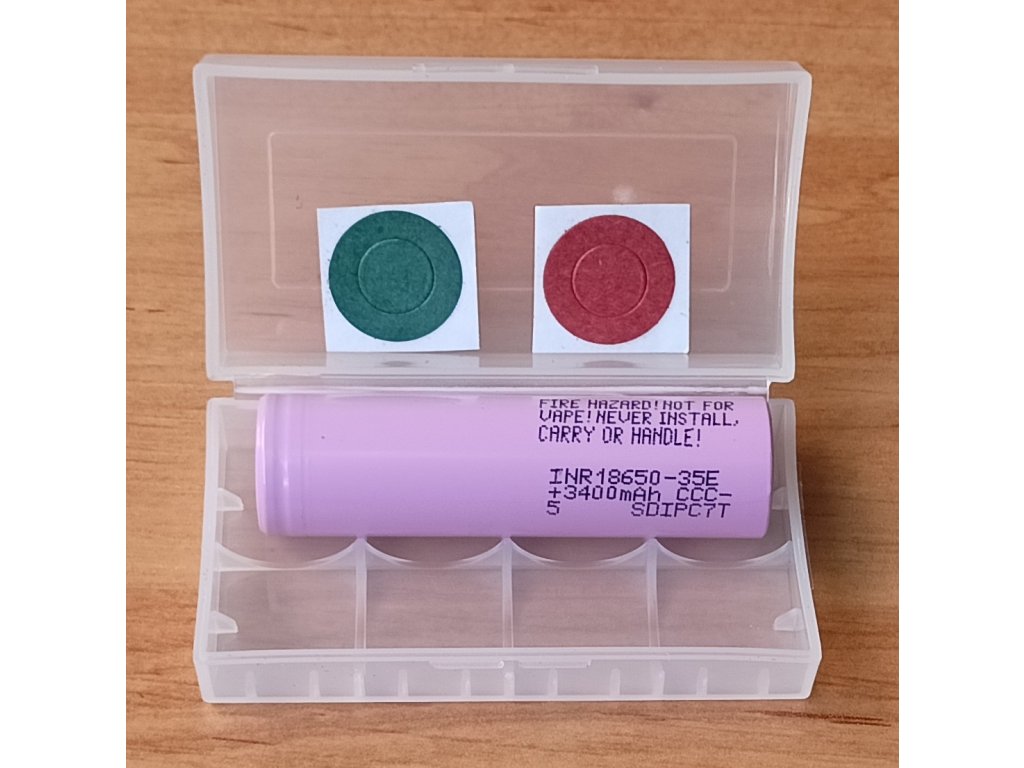 FIRE HAZARD!NOT FOR
VAPE!NEVER INSTALL,
CARRY OR HANDLE!
INR18650-35E
+3400mAh CCC-
5 SDIPC7T